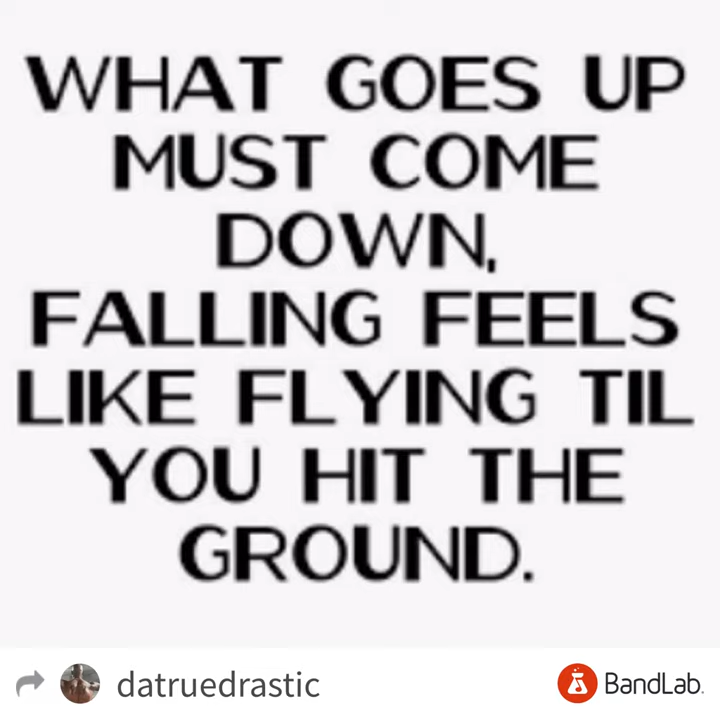 WHAT GOES UP
MUST COME
DOWN,
FALLING FEELS
LIKE FLYING TIL
YOU HIT THE
GROUND.
datruedrastic
BandLab.